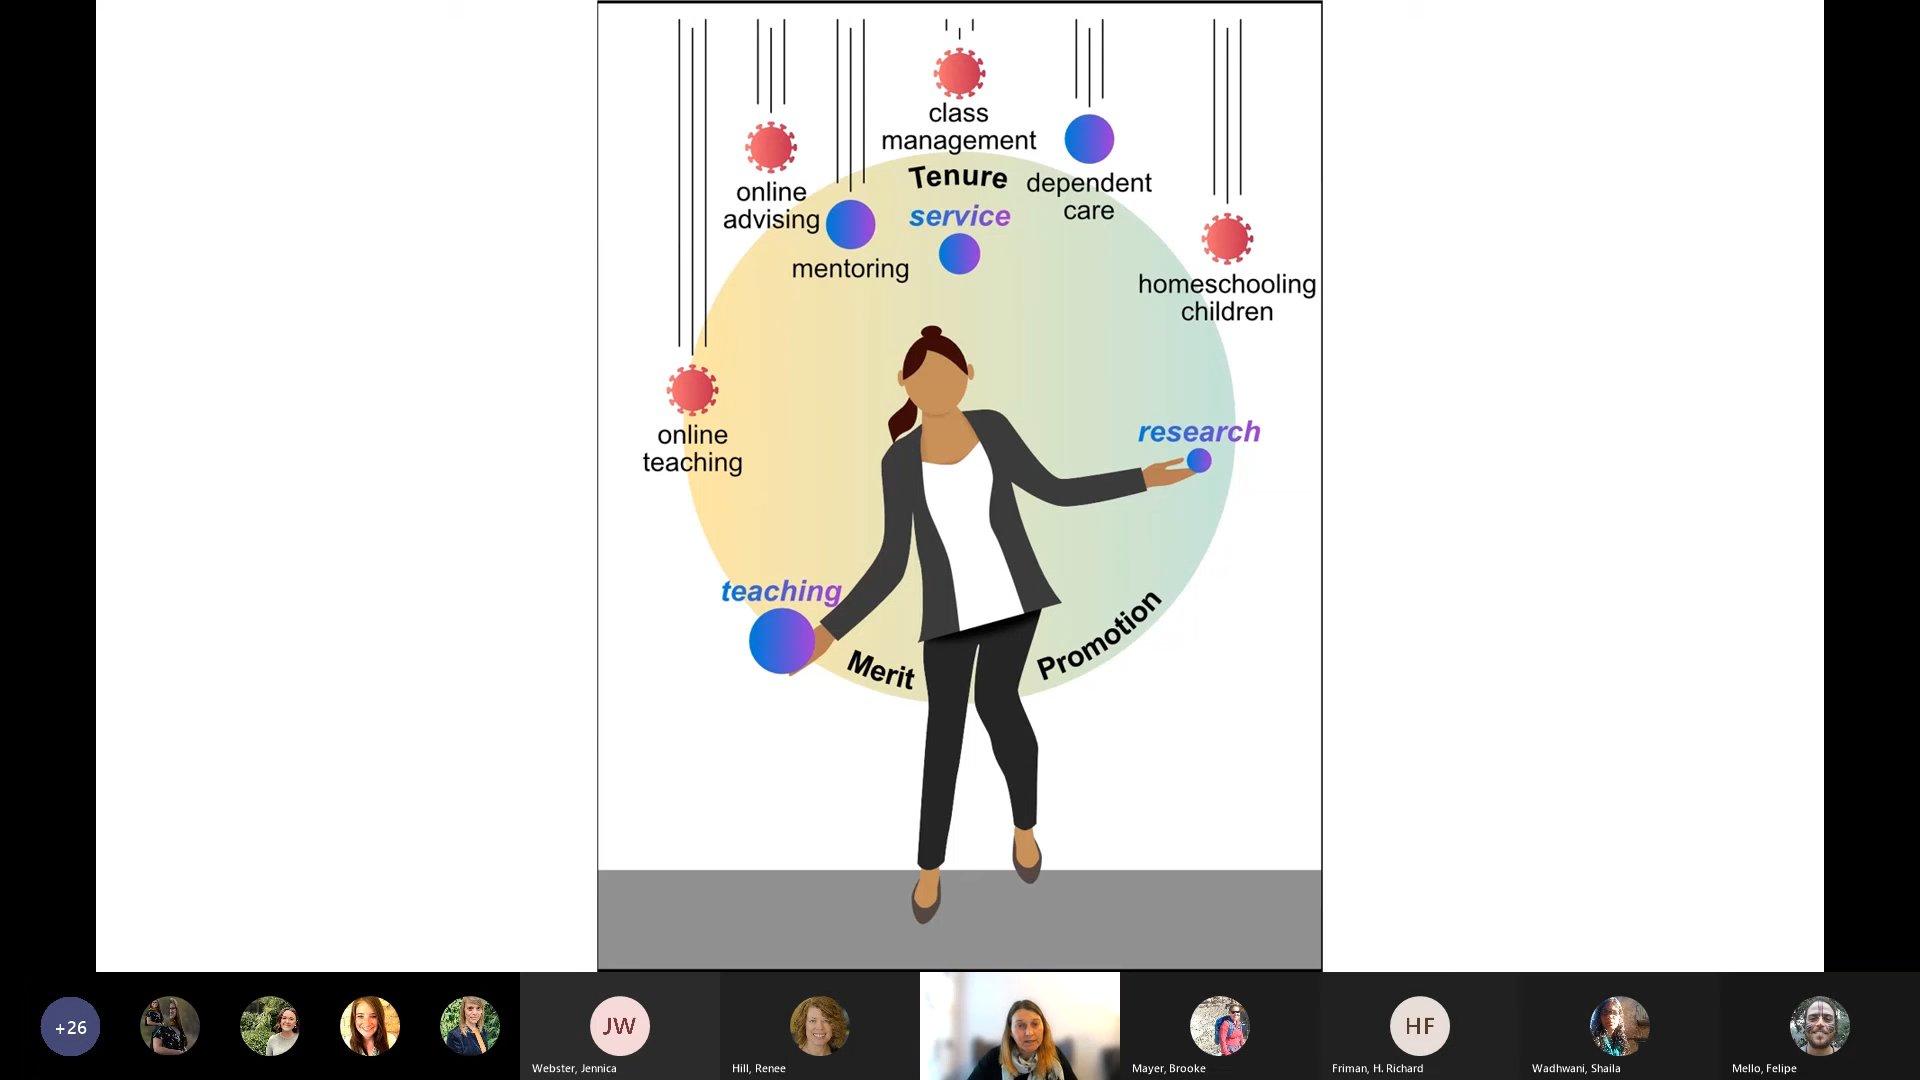 class
management
online
advising
Tenure
dependent
care
service
mentoring
homeschooling
children
online
teaching
research
teaching
Merit
Promotion
+26
JW
HF
Webster, Jennica
Hill, Renee
Mayer, Brooke
Friman, H. Richard
Wadhwani, Shaila
Mello, Felipe